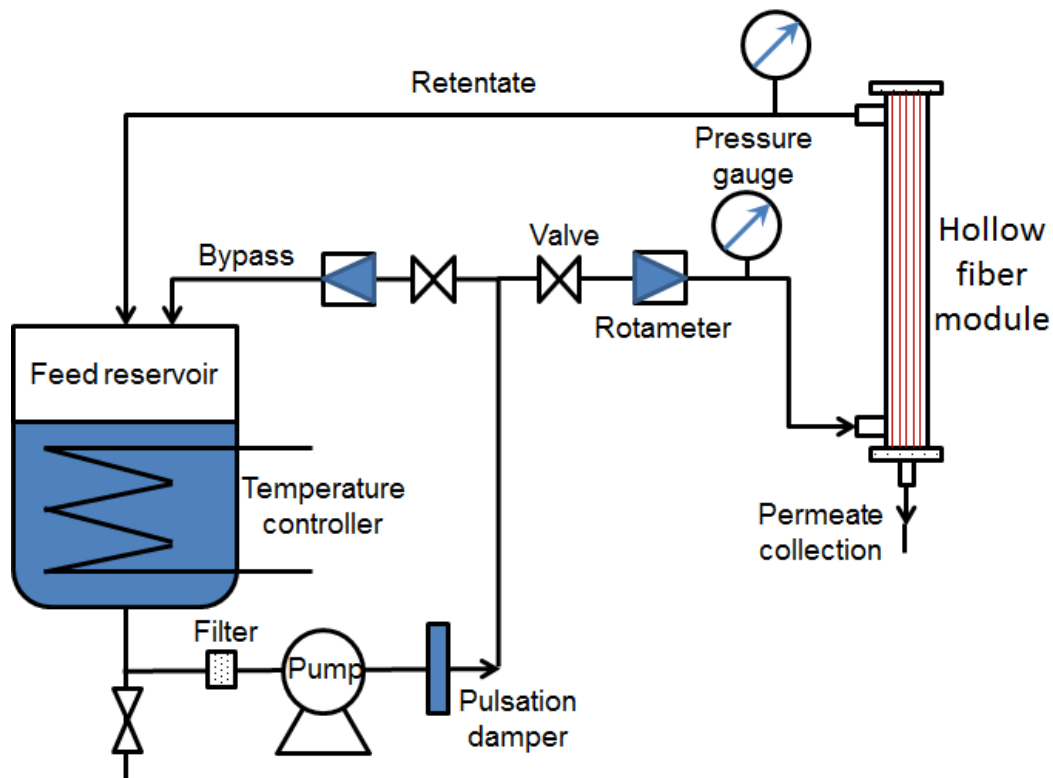 Retentate
Pressure
gauge
Valve
Bypass
Hollow
fiber
module
Rotameter
Feed reservoir
Temperature
controller
Permeate
collection
Filter
Pump
Pulsation
damper